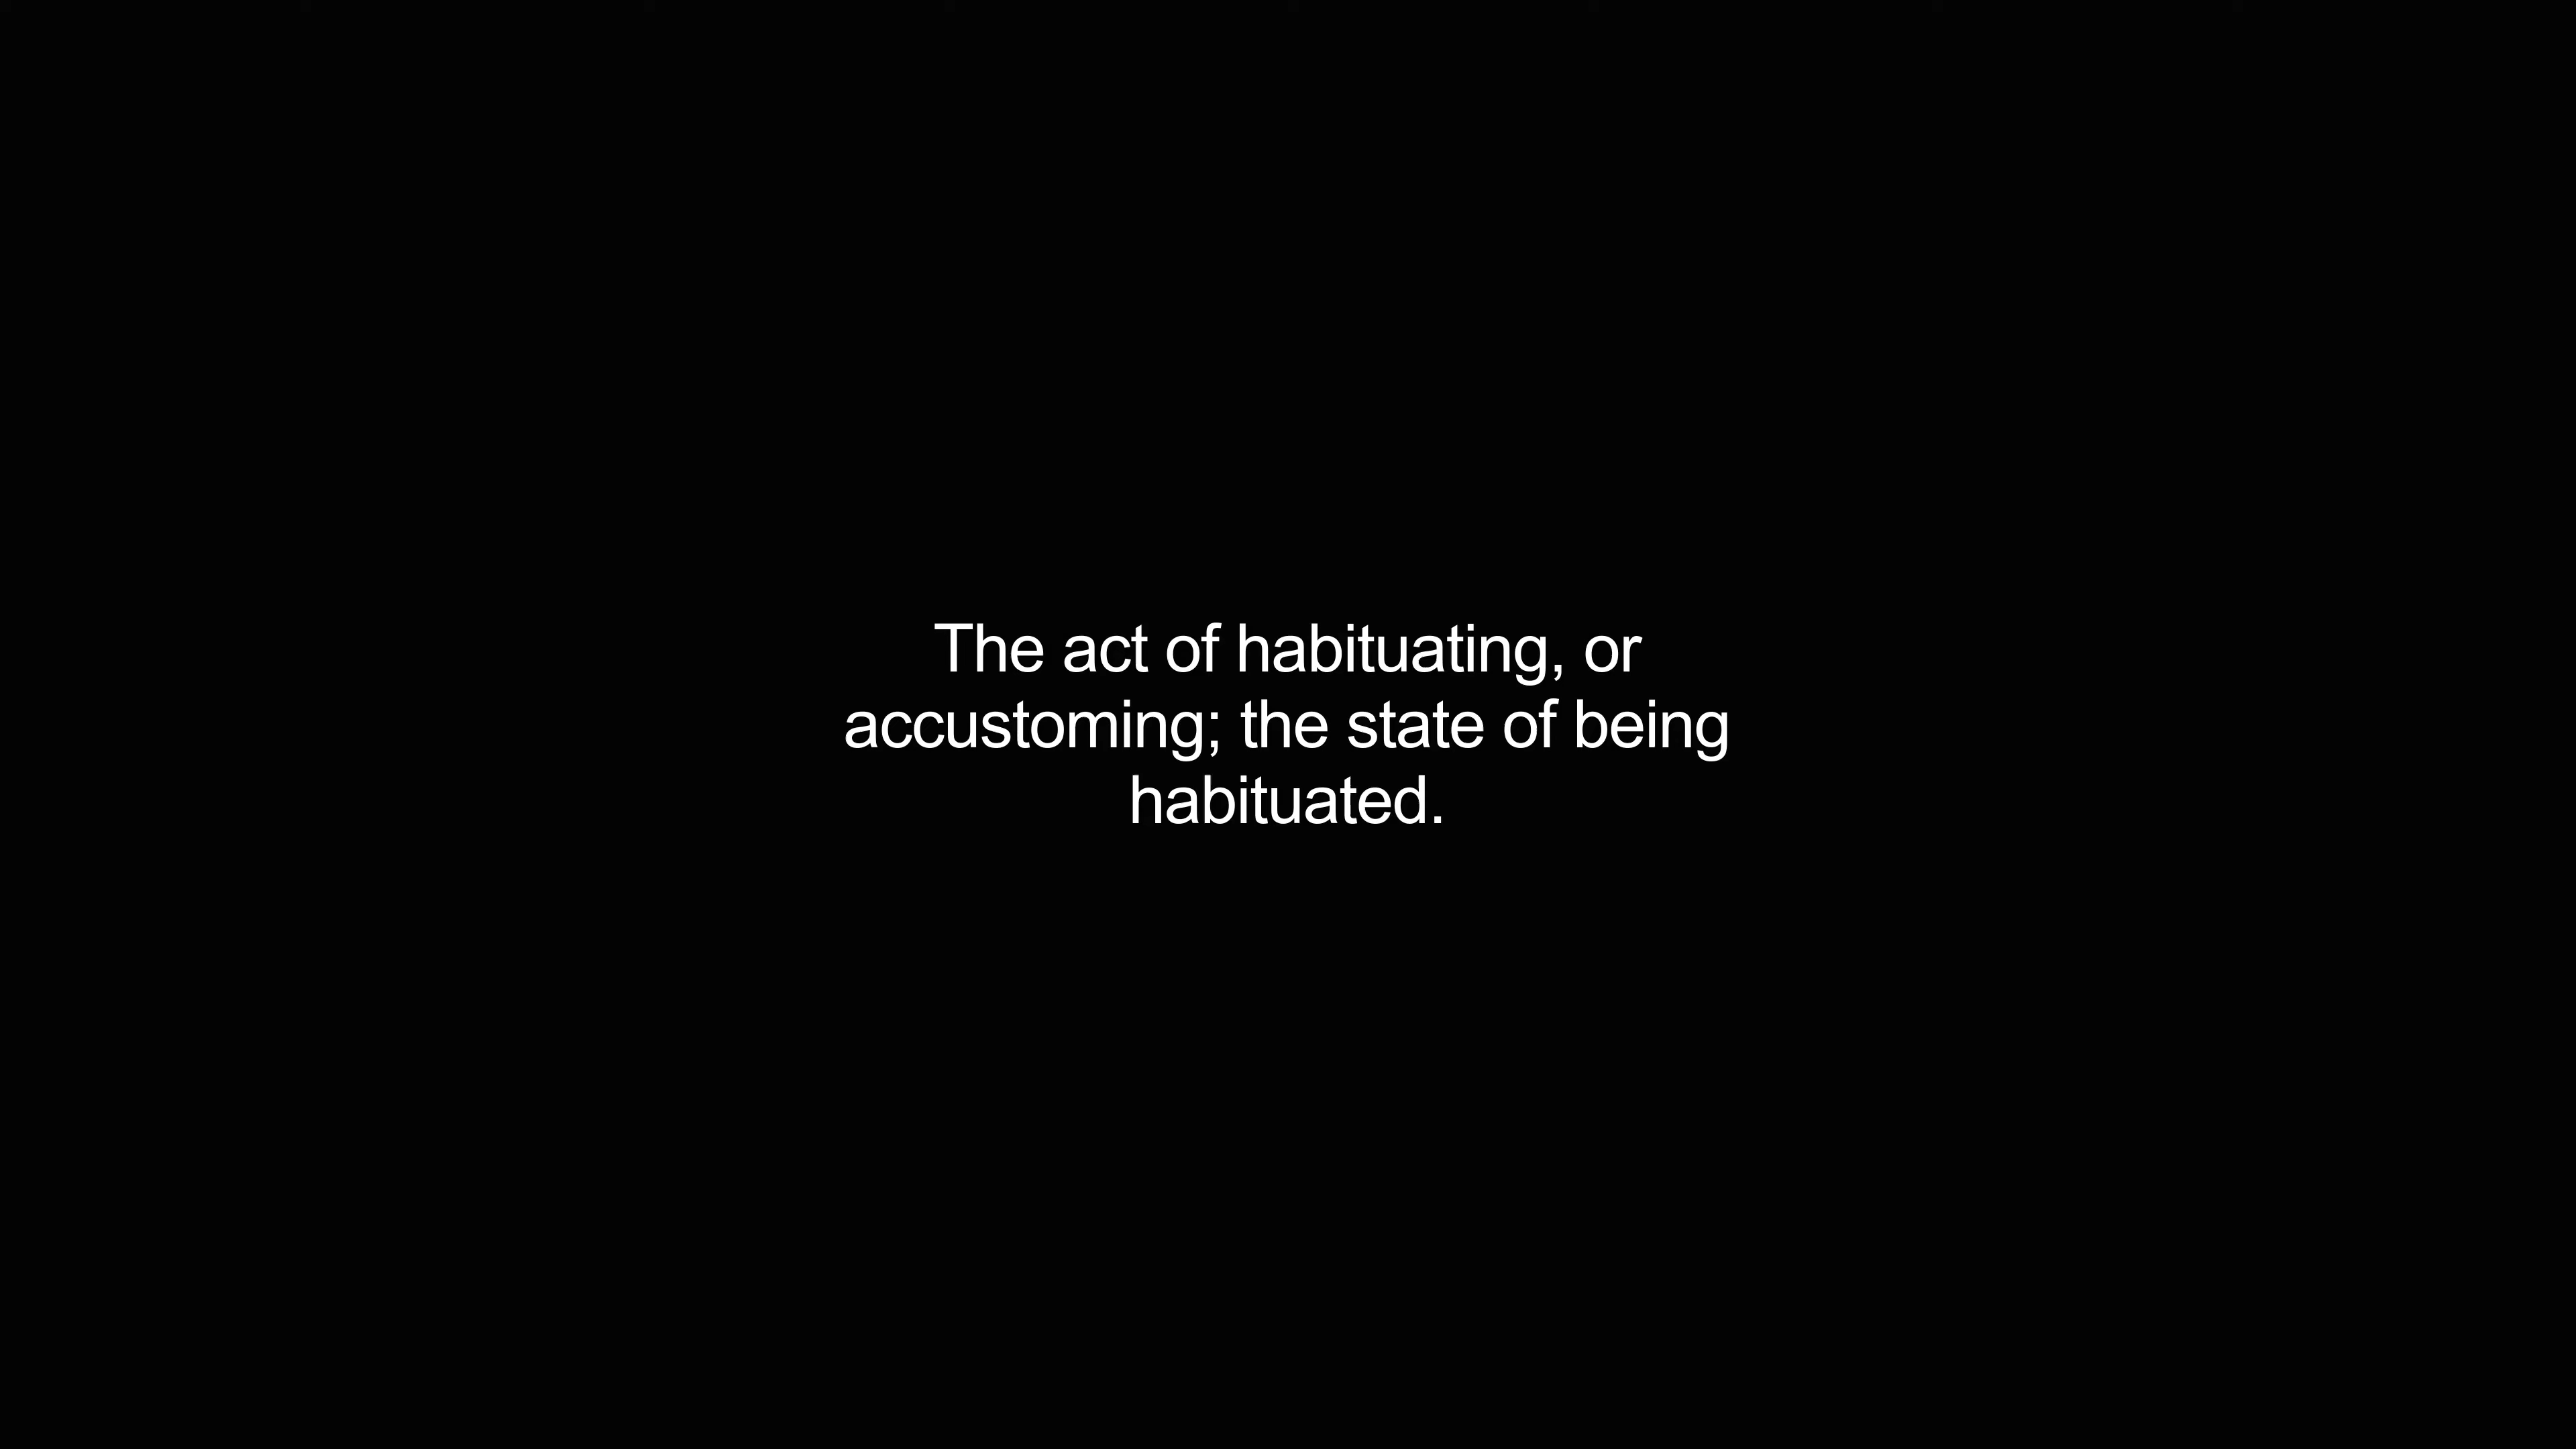 The act of habituating, or
accustoming; the state of being
habituated.